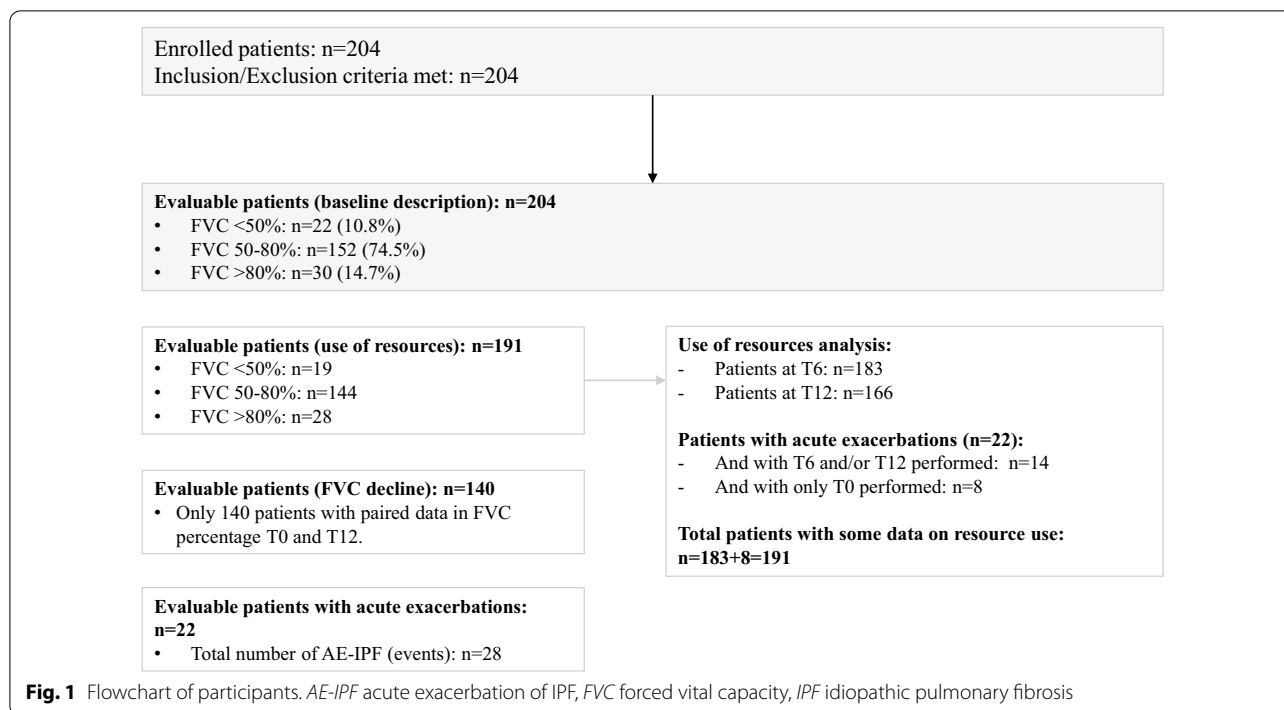 Enrolled patients: n=204
Inclusion/Exclusion criteria met: n=204
Evaluable patients (baseline description): n=204
• FVC <50%: n=22 (10.8%)
• FVC 50-80%: n=152 (74.5%)
• FVC >80%: n=30 (14.7%)
Evaluable patients (use of resources): n=191
• FVC <50%: n=19
• FVC 50-80%: n=144
• FVC >80%: n=28
Use of resources analysis:
- Patients at T6: n=183
- Patients at T12: n=166
Patients with acute exacerbations (n=22):
- And with T6 and/or T12 performed: n=14
- And with only T0 performed: n=8
Total patients with some data on resource use:
n=183+8=191
Evaluable patients (FVC decline): n=140
• Only 140 patients with paired data in FVC
percentage T0 and T12.
Evaluable patients with acute exacerbations:
n=22
• Total number of AE-IPF (events): n=28
Fig. 1 Flowchart of participants. AE-IPF acute exacerbation of IPF, FVC forced vital capacity, IPF idiopathic pulmonary fibrosis